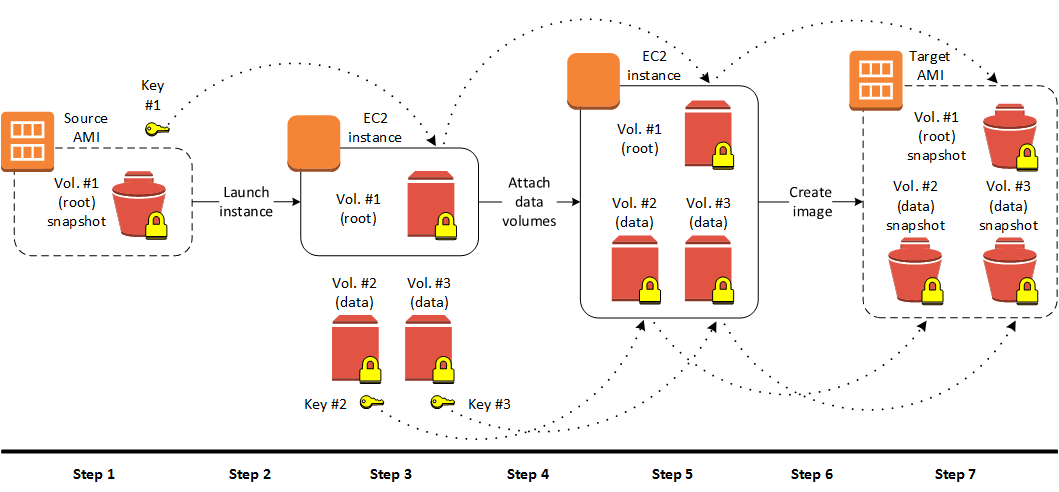 Key
#1
Source
AMI
Vol. #1
(root)
snapshot
Launch
instance
EC2
instance
Vol. #1
(root)
Vol. #2
(data)
Vol. #3
(data)
Key #2
Key #3
Attach
data
volumes
EC2
instance
Vol. #1
(root)
Vol. #2
(data)
Vol. #3
(data)
Create
image
Target
AMI
Vol. #1
(root)
snapshot
Vol. #2
(data)
snapshot
Vol. #3
(data)
snapshot
Step 1
Step 2
Step 3
Step 4
Step 5
Step 6
Step 7